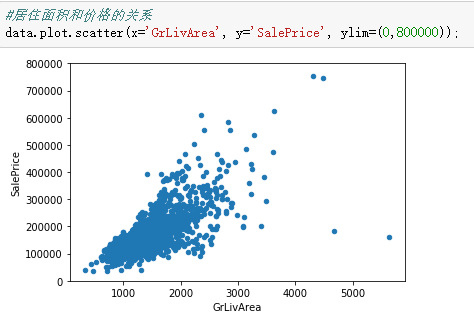 #居住面积和价格的关系
data.plot.scatter(x='GrLivArea', y='SalePrice', ylim=(0,800000));
800000
700000
600000
500000
400000
300000
200000
100000
0
SalePrice
1000 2000 3000 4000 5000
GrLivArea